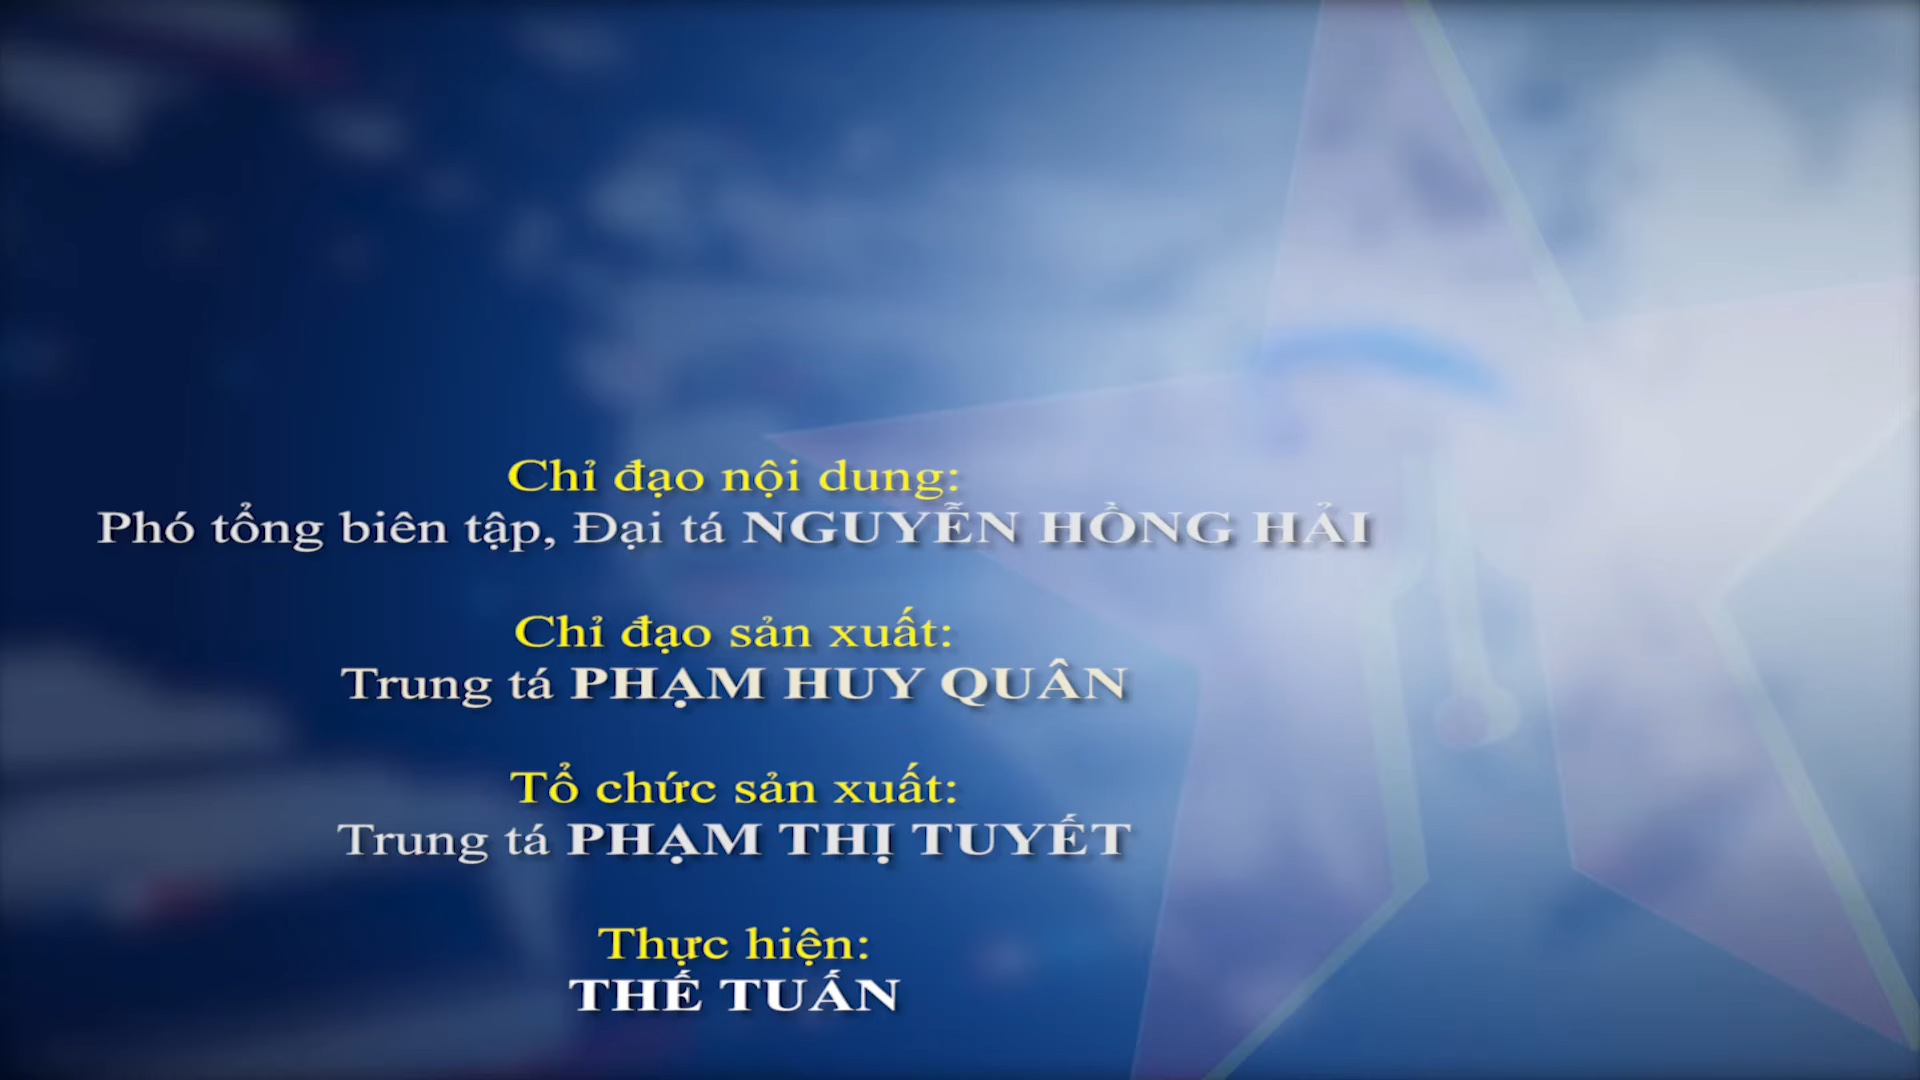 Chỉ đạo nội dung:
Phó tổng biên tập, Đại tá NGUYỄN HỒNG HẢI
Chỉ đạo sản xuất:
Trung tá PHẠM HUY QUÂN
Tổ chức sản xuất:
Trung tá PHẠM THỊ TUYẾT
Thực hiện:
THẾ TUẤN